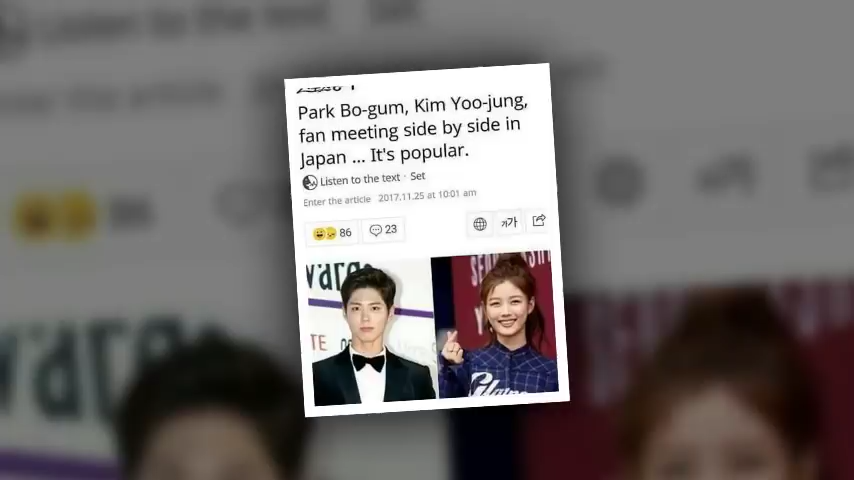 Park Bo-gum, Kim Yoo-jung,
fan meeting side by side in
Japan ... It's popular.
Listen to the text · Set
Enter the article 2017.11.25 at 10:01 am
86 23 가가